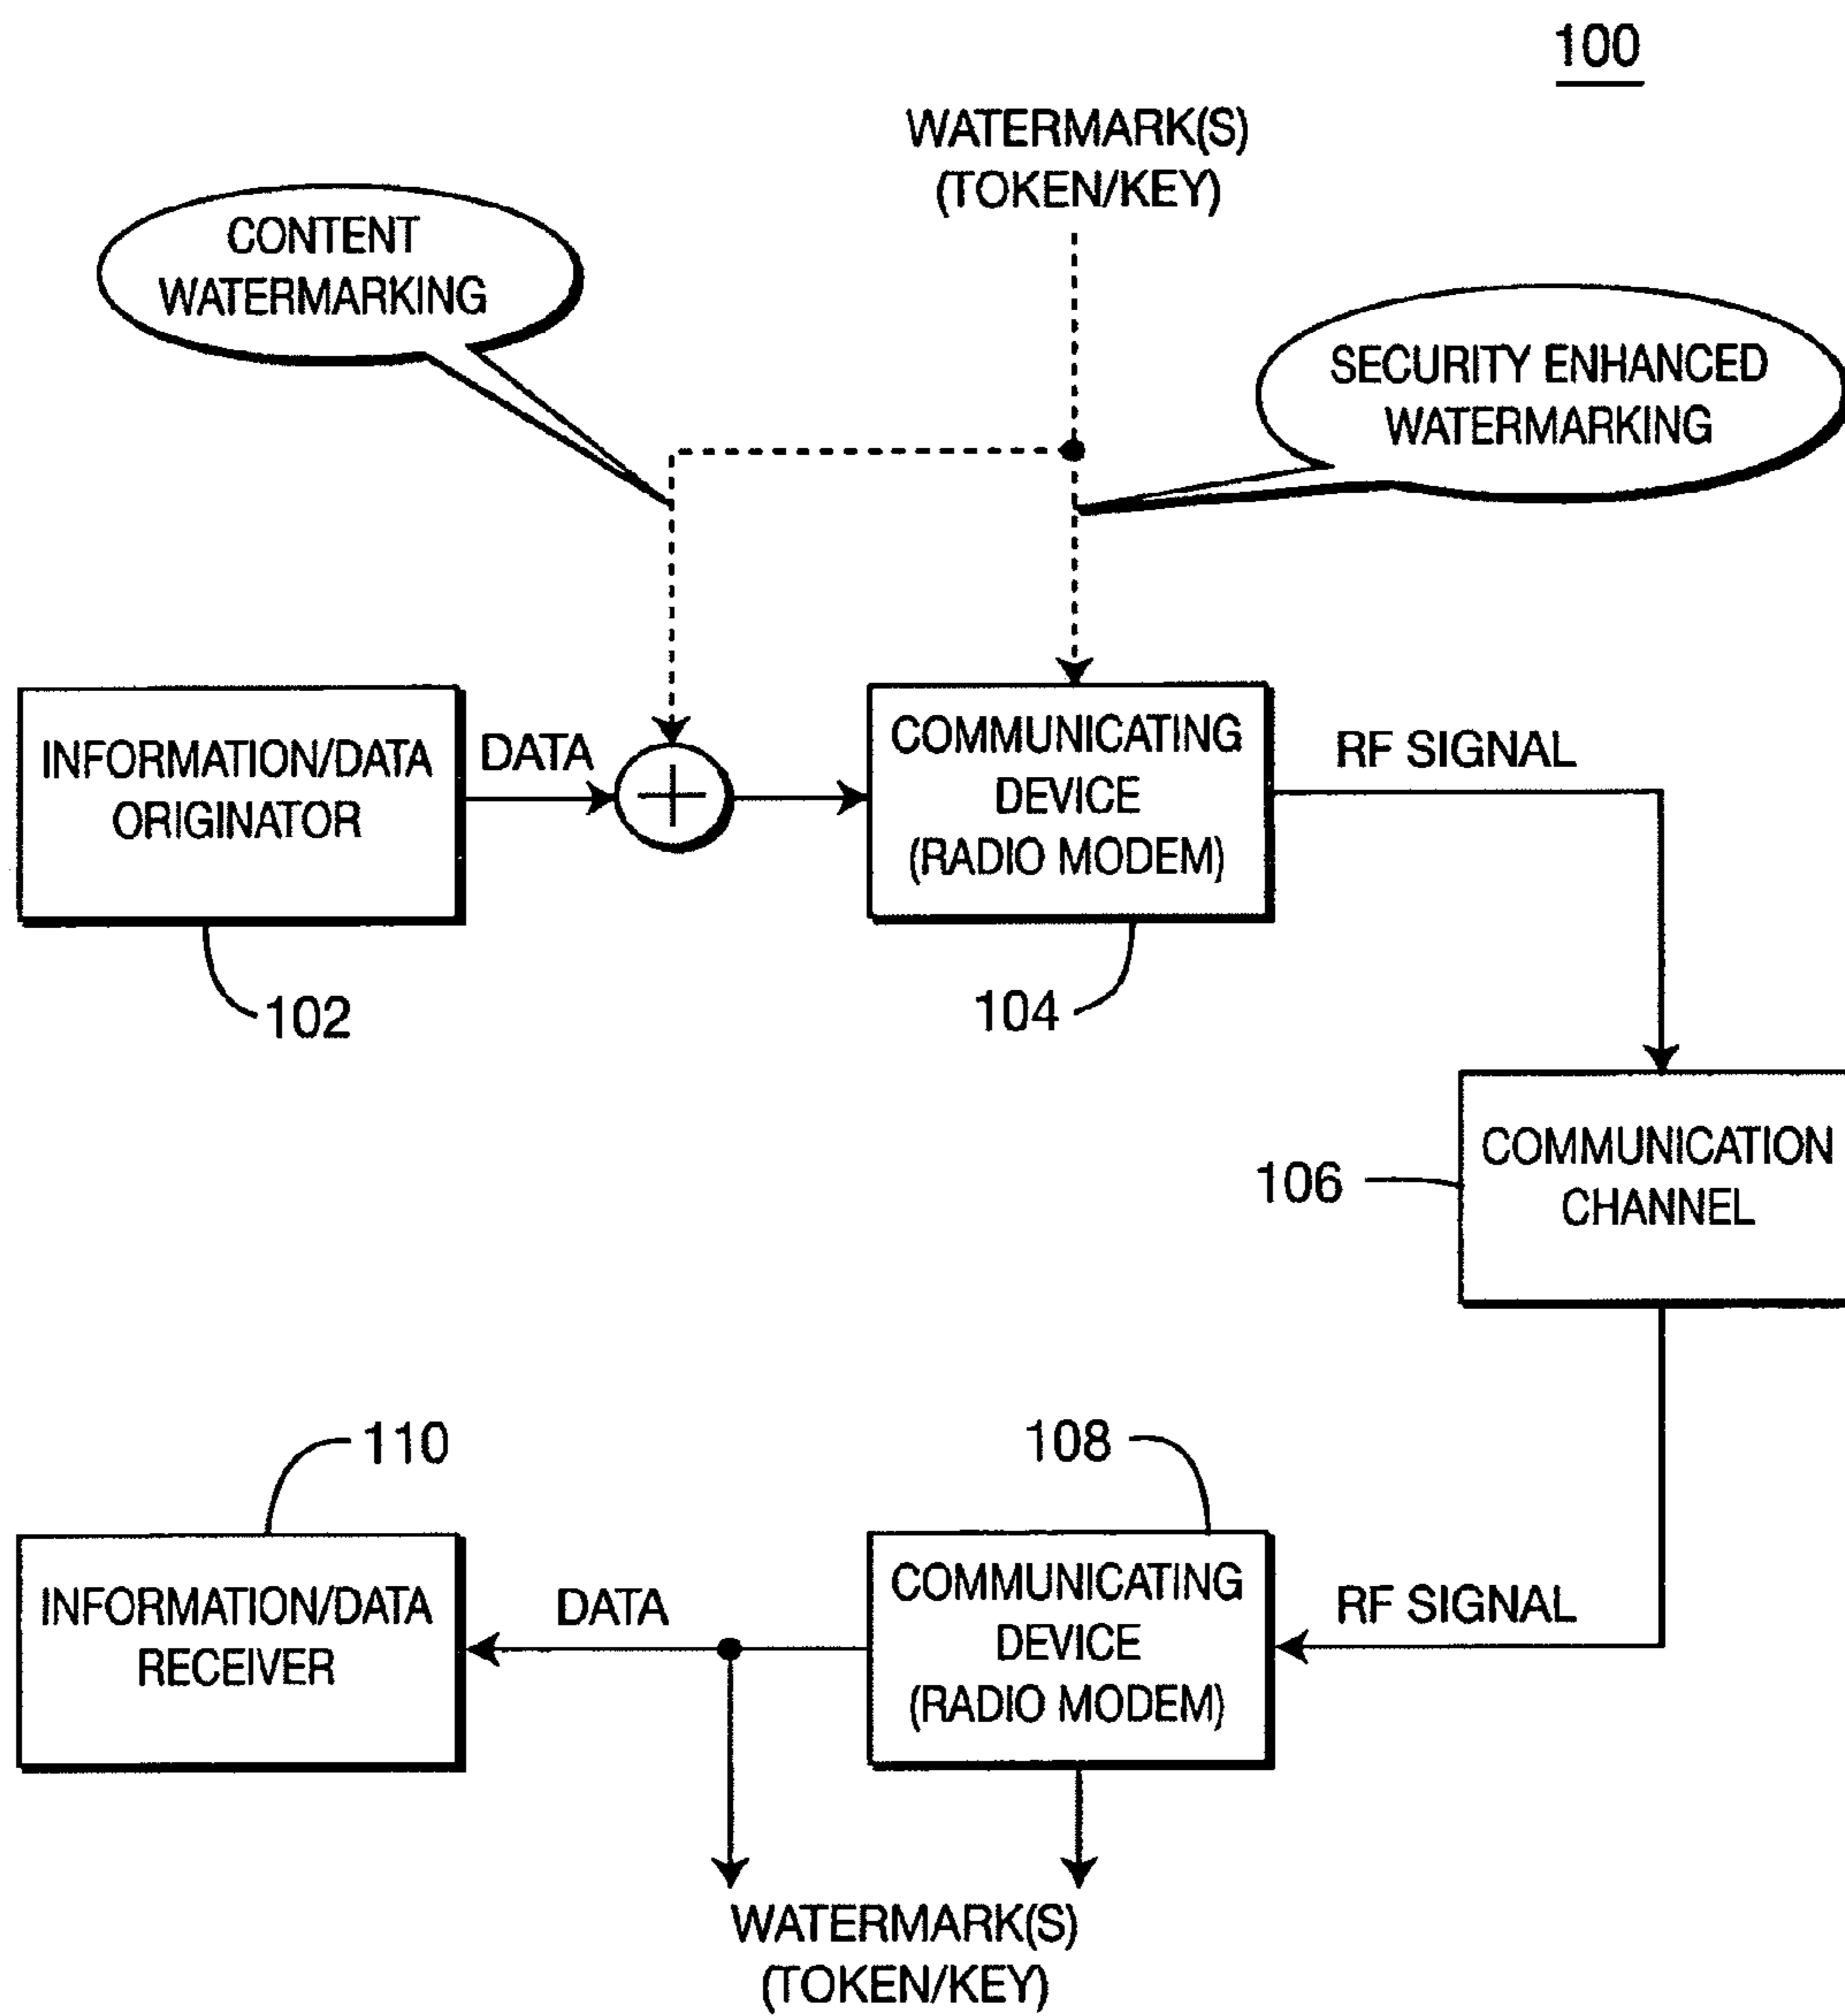 100
WATERMARK(S)
(TOKEN/KEY)
CONTENT
WATERMARKING
SECURITY ENHANCED
WATERMARKING
INFORMATION/DATA
ORIGINATOR
DATA
COMMUNICATING
DEVICE
(RADIO MODEM)
RF SIGNAL
102
104
COMMUNICATION
CHANNEL
106
110
108
INFORMATION/DATA
RECEIVER
DATA
COMMUNICATING
DEVICE
(RADIO MODEM)
RF SIGNAL
WATERMARK(S)
(TOKEN/KEY)